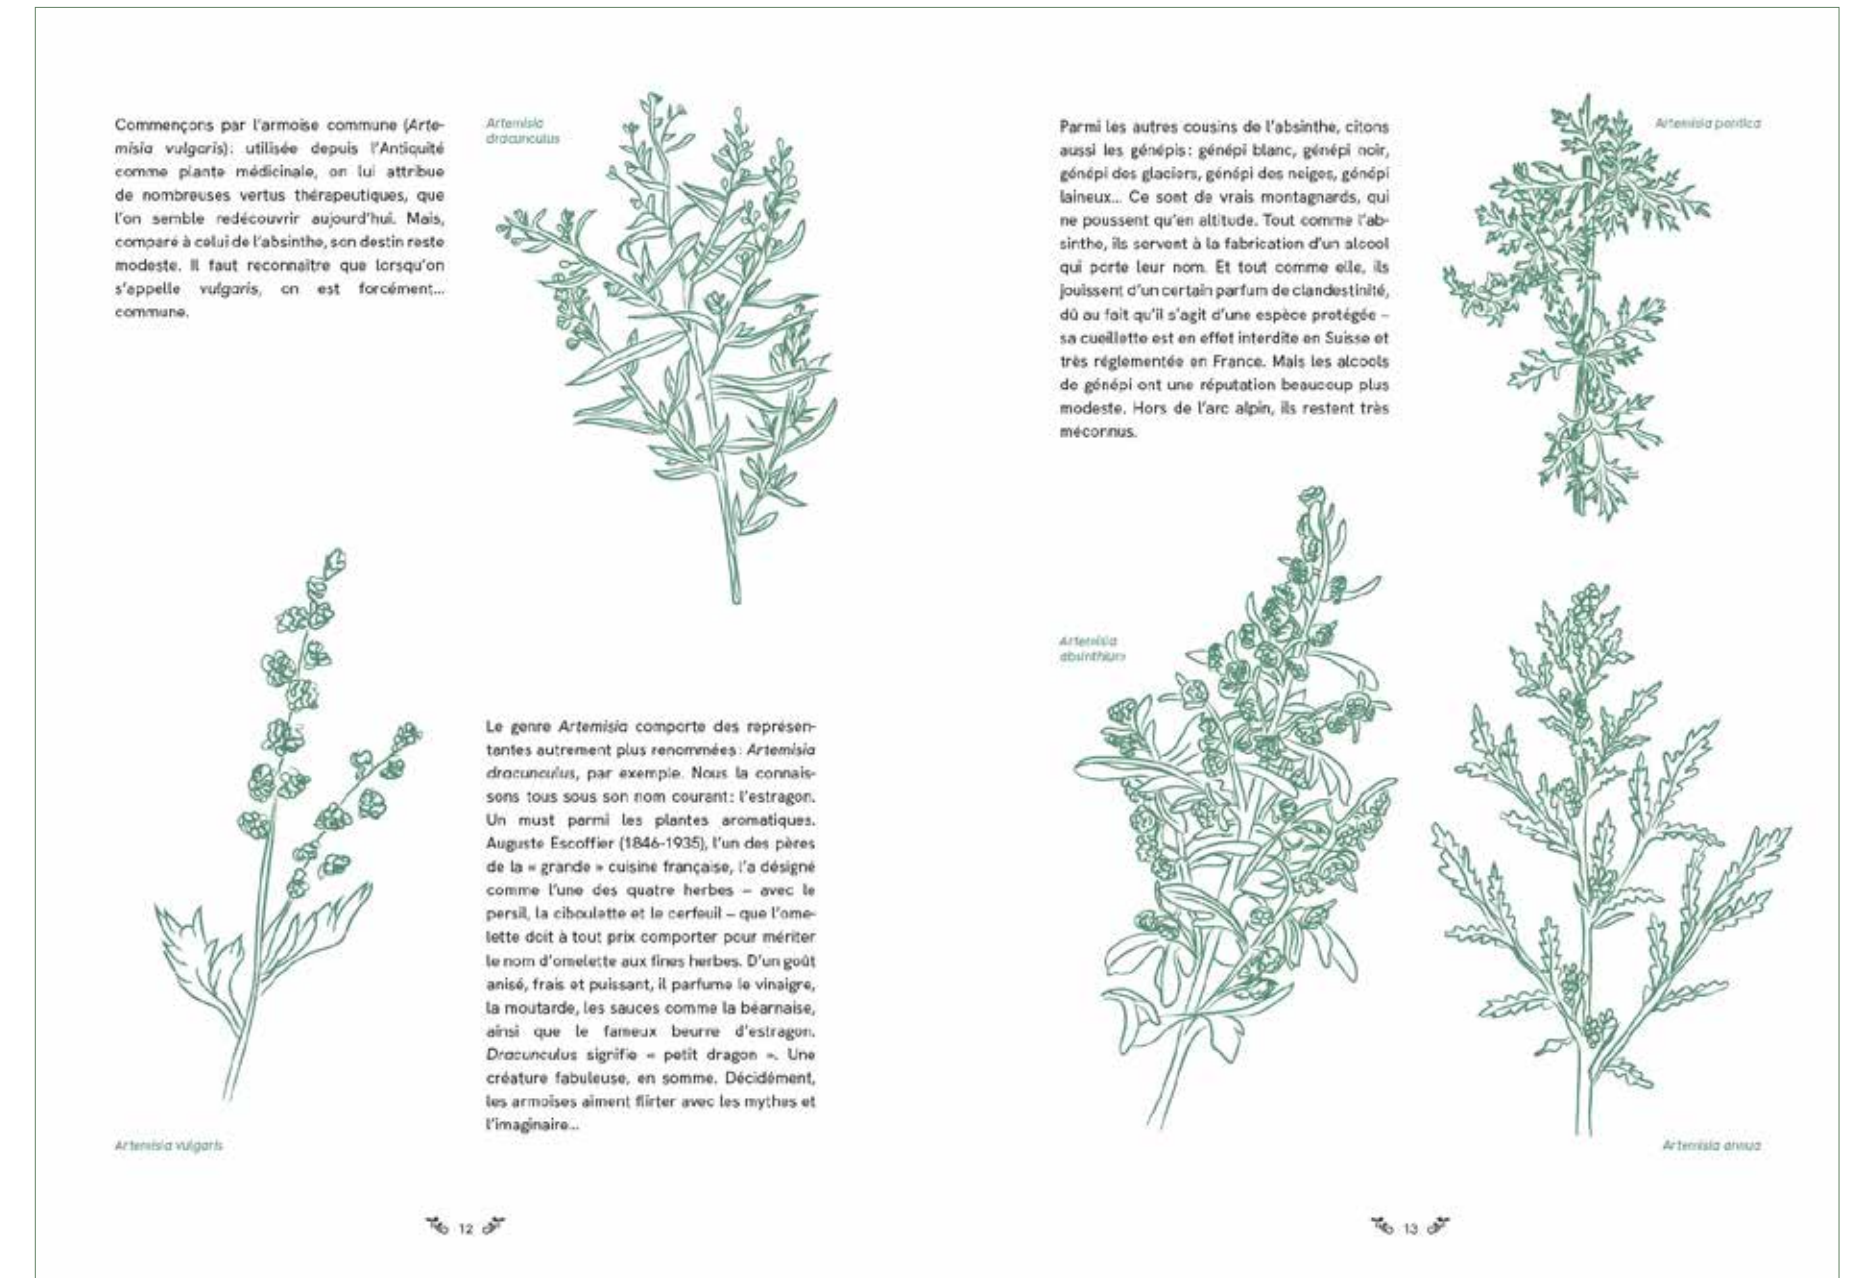 Commençons par l'armoise commune (Arte-
misia vulgaris): utilisée depuis l'Antiquité
comme plante médicinale, on lui attribue
de nombreuses vertus thérapeutiques, que
l'on semble redécouvrir aujourd'hui. Mais,
comparé à celui de l'absinthe, son destin reste
modeste. Il faut reconnaître que lorsqu'on
s'appelle vulgaris, on est forcément...
commune.
Artemisia
dracunculus
Artemisia vulgaris
Le genre Artemisia comporte des représen-
tantes autrement plus renommées: Artemisia
dracunculus, par exemple. Nous la connais-
sons tous sous son nom courant: l'estragon.
Un must parmi les plantes aromatiques.
Auguste Escoffier (1846-1935), l'un des pères
de la « grande » cuisine française, l'a désigné
comme l'une des quatre herbes – avec le
persil, la ciboulette et le cerfeuil – que l'ome-
lette doit à tout prix comporter pour mériter
le nom d'omelette aux fines herbes. D'un goût
anisé, frais et puissant, il parfume le vinaigre,
la moutarde, les sauces comme la béarnaise,
ainsi que le fameux beurre d'estragon.
Dracunculus signifie « petit dragon ». Une
créature fabuleuse, en somme. Décidément,
les armoises aiment flirter avec les mythes et
l'imaginaire...
12
Parmi les autres cousins de l'absinthe, citons
aussi les génépis: génépi blanc, génépi noir,
génépi des glaciers, génépi des neiges, génépi
laineux... Ce sont de vrais montagnards, qui
ne poussent qu'en altitude. Tout comme l'ab-
sinthe, ils servent à la fabrication d'un alcool
qui porte leur nom. Et tout comme elle, ils
jouissent d'un certain parfum de clandestinité,
dû au fait qu'il s'agit d'une espèce protégée –
sa cueillette est en effet interdite en Suisse et
très réglementée en France. Mais les alcools
de génépi ont une réputation beaucoup plus
modeste. Hors de l'arc alpin, ils restent très
méconnus.
Artemisia pontica
Artemisia
absinthium
Artemisia annua
13